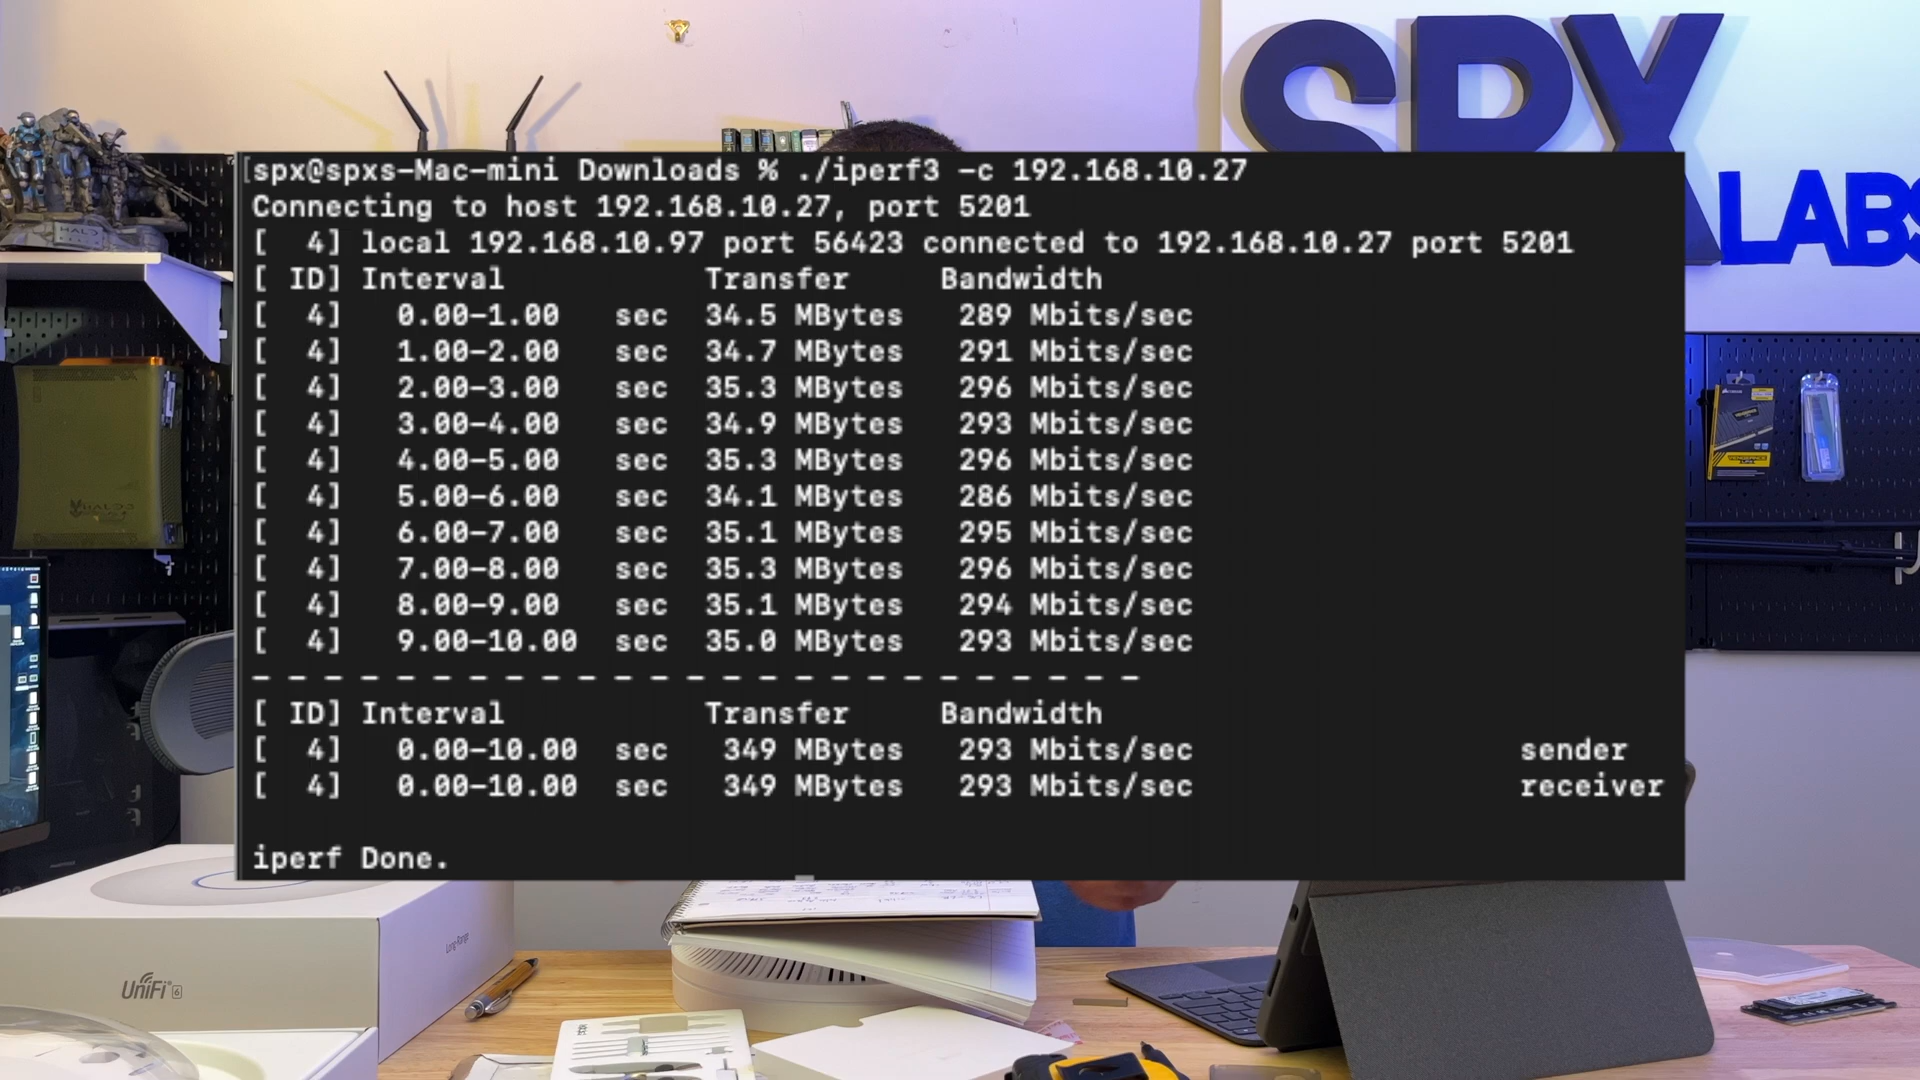 SPX
LABS
[spx@spxs-Mac-mini Downloads % ./iperf3 -c 192.168.10.27
Connecting to host 192.168.10.27, port 5201
[  4] local 192.168.10.97 port 56423 connected to 192.168.10.27 port 5201
[ ID] Interval Transfer Bandwidth
[  4] 0.00-1.00 sec 34.5 MBytes 289 Mbits/sec
[  4] 1.00-2.00 sec 34.7 MBytes 291 Mbits/sec
[  4] 2.00-3.00 sec 35.3 MBytes 296 Mbits/sec
[  4] 3.00-4.00 sec 34.9 MBytes 293 Mbits/sec
[  4] 4.00-5.00 sec 35.3 MBytes 296 Mbits/sec
[  4] 5.00-6.00 sec 34.1 MBytes 286 Mbits/sec
[  4] 6.00-7.00 sec 35.1 MBytes 295 Mbits/sec
[  4] 7.00-8.00 sec 35.3 MBytes 296 Mbits/sec
[  4] 8.00-9.00 sec 35.1 MBytes 294 Mbits/sec
[  4] 9.00-10.00 sec 35.0 MBytes 293 Mbits/sec
- - - - - - - - - - - - - - - - - - - - - - - - -
[ ID] Interval Transfer Bandwidth
[  4] 0.00-10.00 sec 349 MBytes 293 Mbits/sec sender
[  4] 0.00-10.00 sec 349 MBytes 293 Mbits/sec receiver
iperf Done.
HALO
HALO 3
VENGEANCE
Long-Range
UniFi 6